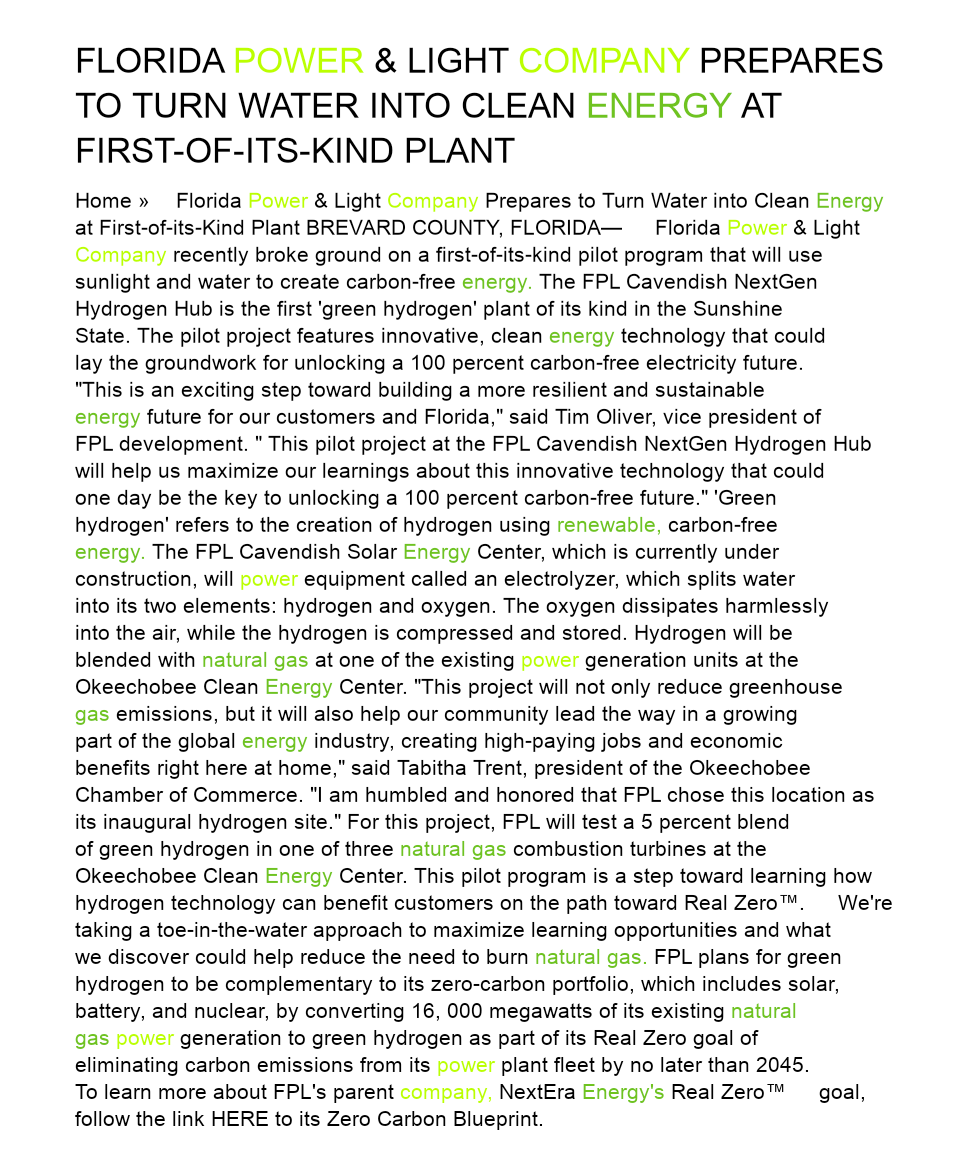 FLORIDA POWER & LIGHT COMPANY PREPARES
TO TURN WATER INTO CLEAN ENERGY AT
FIRST-OF-ITS-KIND PLANT
Home » Florida Power & Light Company Prepares to Turn Water into Clean Energy
at First-of-its-Kind Plant BREVARD COUNTY, FLORIDA— Florida Power & Light
Company recently broke ground on a first-of-its-kind pilot program that will use
sunlight and water to create carbon-free energy. The FPL Cavendish NextGen
Hydrogen Hub is the first 'green hydrogen' plant of its kind in the Sunshine
State. The pilot project features innovative, clean energy technology that could
lay the groundwork for unlocking a 100 percent carbon-free electricity future.
"This is an exciting step toward building a more resilient and sustainable
energy future for our customers and Florida," said Tim Oliver, vice president of
FPL development. " This pilot project at the FPL Cavendish NextGen Hydrogen Hub
will help us maximize our learnings about this innovative technology that could
one day be the key to unlocking a 100 percent carbon-free future." 'Green
hydrogen' refers to the creation of hydrogen using renewable, carbon-free
energy. The FPL Cavendish Solar Energy Center, which is currently under
construction, will power equipment called an electrolyzer, which splits water
into its two elements: hydrogen and oxygen. The oxygen dissipates harmlessly
into the air, while the hydrogen is compressed and stored. Hydrogen will be
blended with natural gas at one of the existing power generation units at the
Okeechobee Clean Energy Center. "This project will not only reduce greenhouse
gas emissions, but it will also help our community lead the way in a growing
part of the global energy industry, creating high-paying jobs and economic
benefits right here at home," said Tabitha Trent, president of the Okeechobee
Chamber of Commerce. "I am humbled and honored that FPL chose this location as
its inaugural hydrogen site." For this project, FPL will test a 5 percent blend
of green hydrogen in one of three natural gas combustion turbines at the
Okeechobee Clean Energy Center. This pilot program is a step toward learning how
hydrogen technology can benefit customers on the path toward Real Zero™. We're
taking a toe-in-the-water approach to maximize learning opportunities and what
we discover could help reduce the need to burn natural gas. FPL plans for green
hydrogen to be complementary to its zero-carbon portfolio, which includes solar,
battery, and nuclear, by converting 16, 000 megawatts of its existing natural
gas power generation to green hydrogen as part of its Real Zero goal of
eliminating carbon emissions from its power plant fleet by no later than 2045.
To learn more about FPL's parent company, NextEra Energy's Real Zero™ goal,
follow the link HERE to its Zero Carbon Blueprint.